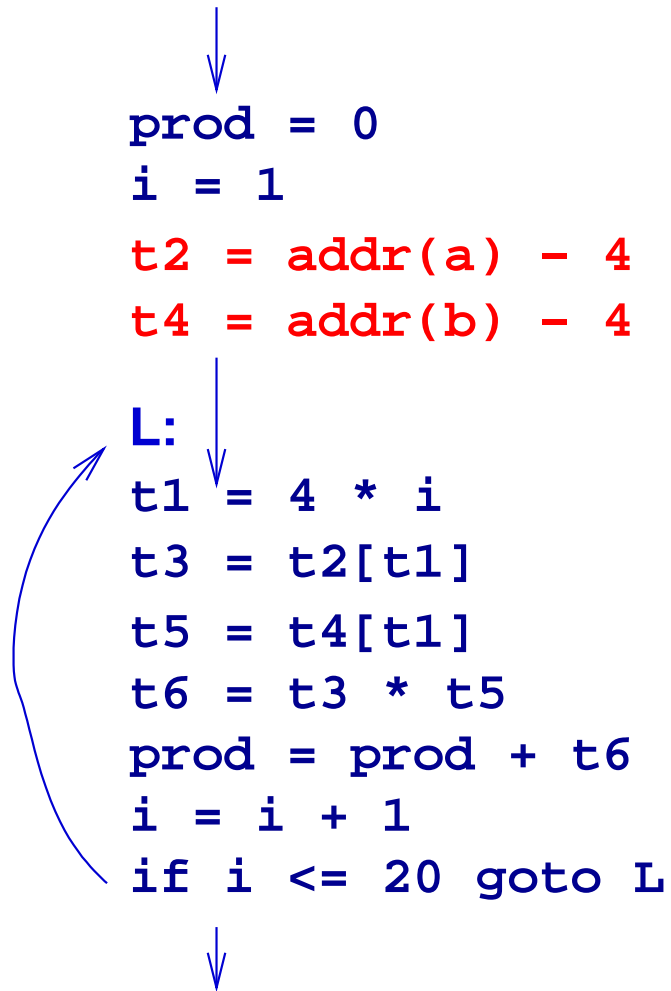 prod = 0
i = 1
t2 = addr(a) - 4
t4 = addr(b) - 4
L:
t1 = 4 * i
t3 = t2[t1]
t5 = t4[t1]
t6 = t3 * t5
prod = prod + t6
i = i + 1
if i <= 20 goto L